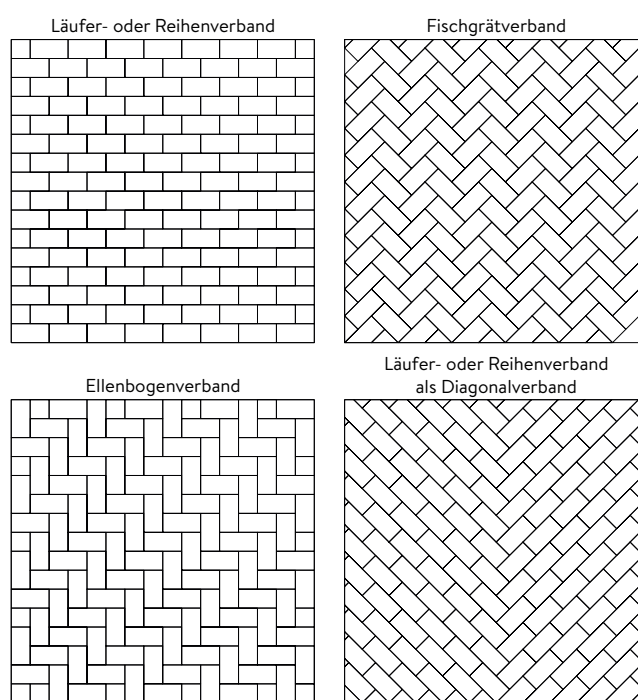 Läufer- oder Reihenverband
Fischgrätverband
Ellenbogenverband
Läufer- oder Reihenverband
als Diagonalverband